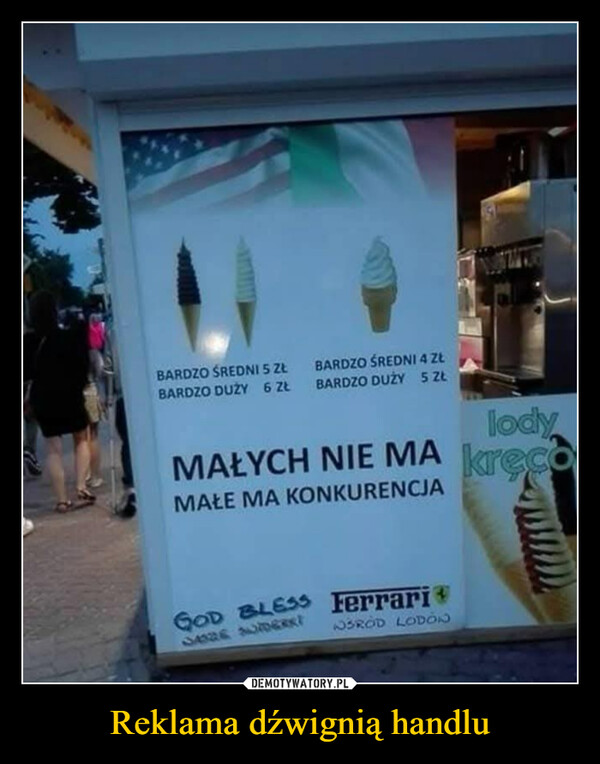 BARDZO ŚREDNI 5 ZŁ
BARDZO DUŻY 6 ZŁ
BARDZO ŚREDNI 4 ZŁ
BARDZO DUŻY 5 ZŁ
lody
kręco
MAŁYCH NIE MA
MAŁE MA KONKURENCJA
GOD BLESS
Ferrari
WŚRÓD LODÓW
DEMOTYWATORY.PL
Reklama dźwignią handlu